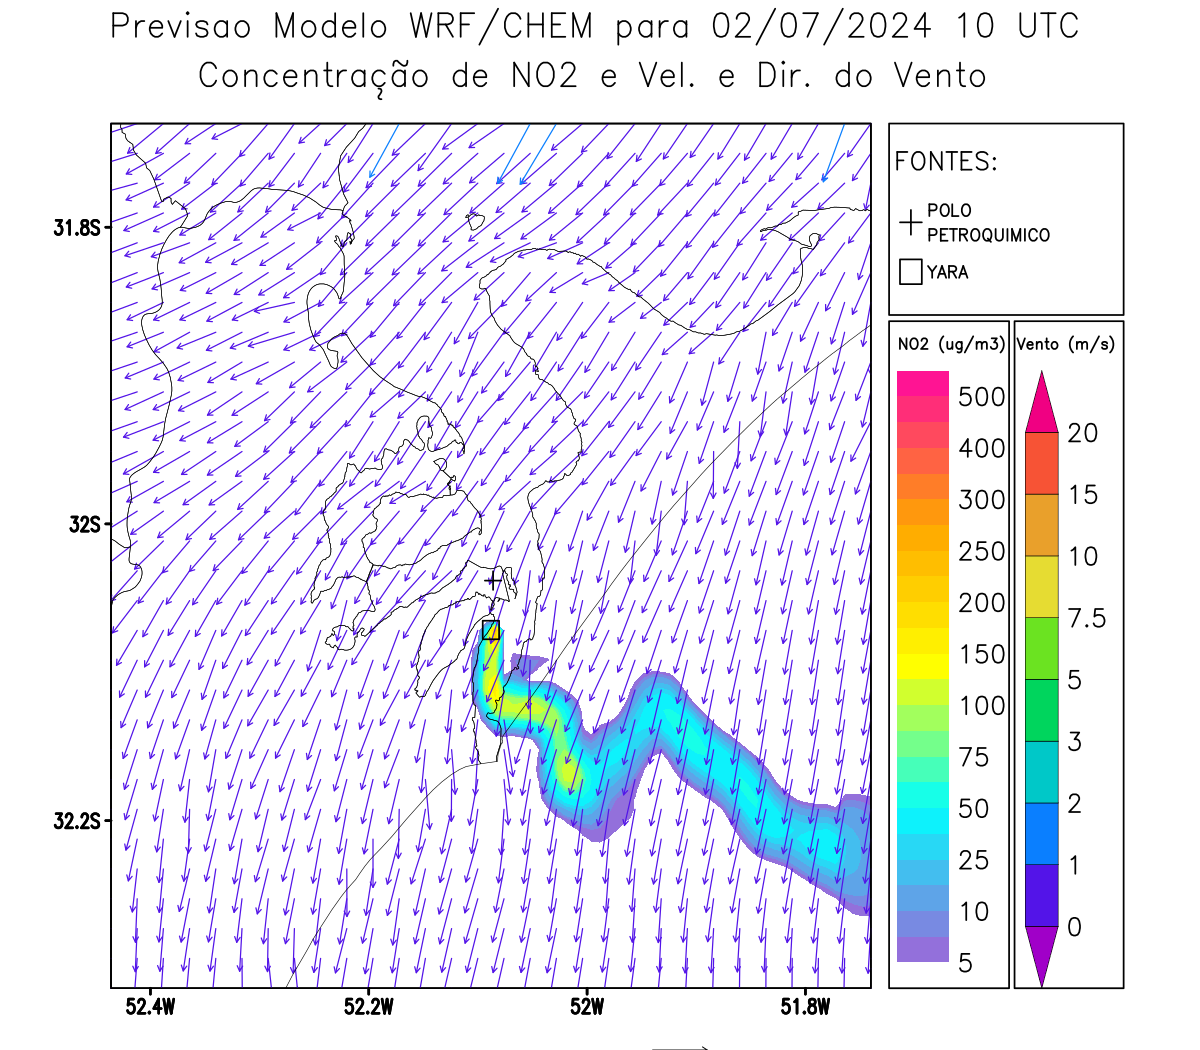 Previsao Modelo WRF/CHEM para 02/07/2024 10 UTC
Concentração de NO2 e Vel. e Dir. do Vento
FONTES:
POLO
PETROQUIMICO
YARA
NO2 (ug/m3)
500
400
300
250
200
150
100
75
50
25
10
5
Vento (m/s)
20
15
10
7.5
5
3
2
1
0
31.8S
32S
32.2S
52.4W
52.2W
52W
51.8W